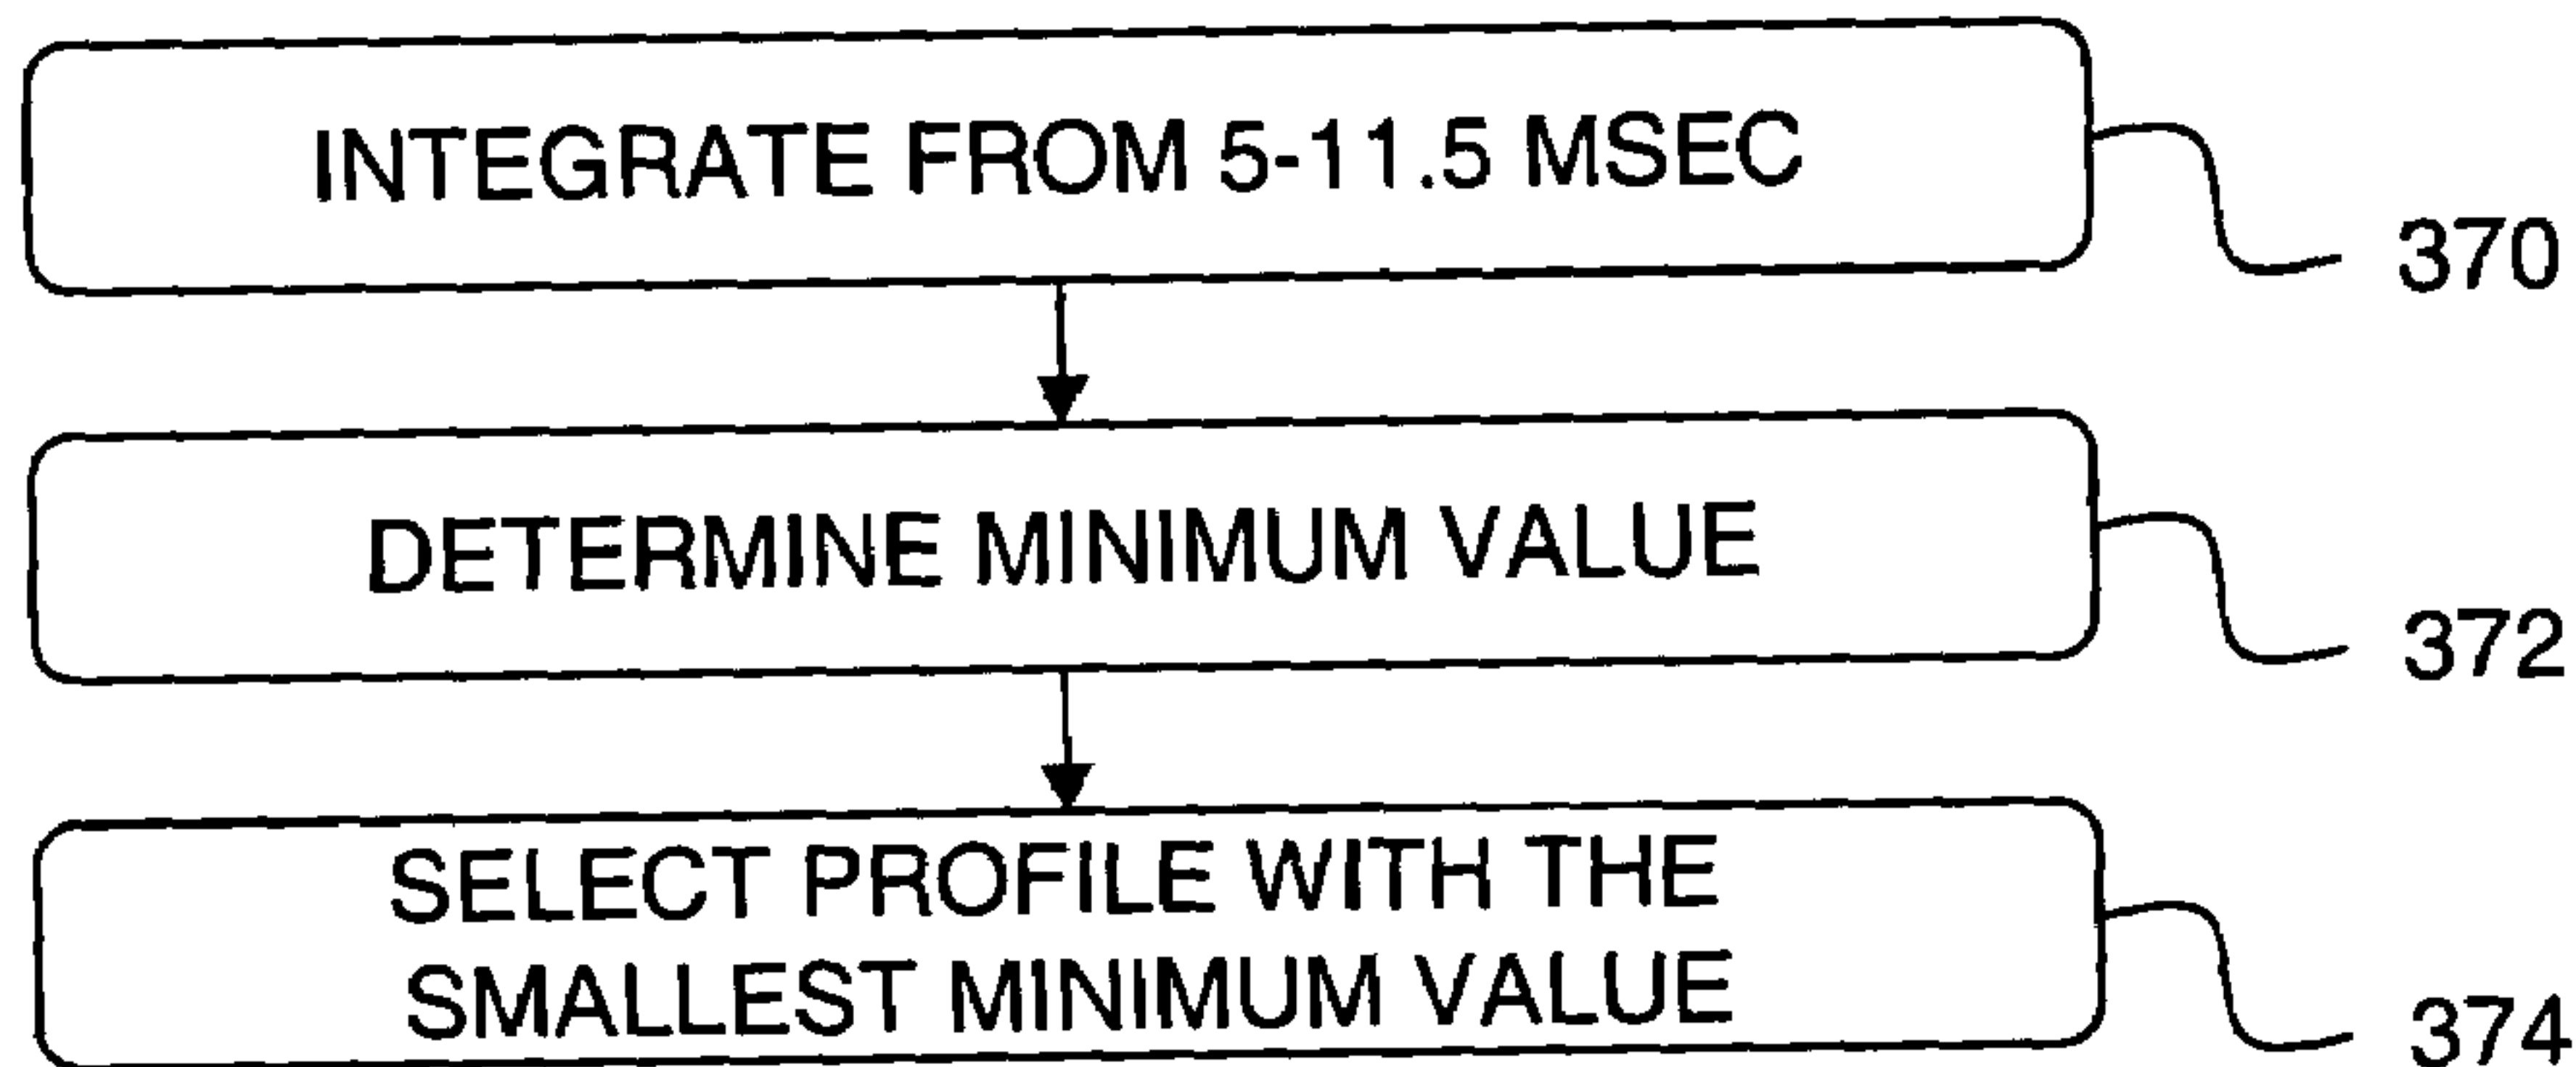 INTEGRATE FROM 5-11.5 MSEC
370
DETERMINE MINIMUM VALUE
372
SELECT PROFILE WITH THE
SMALLEST MINIMUM VALUE
374